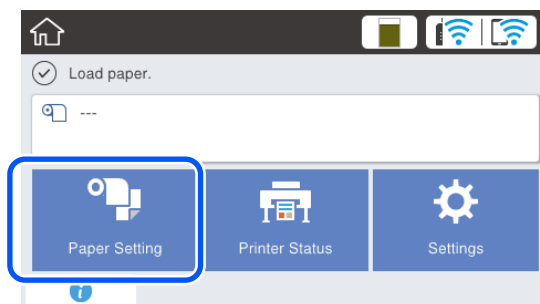 Load paper.
---
Paper Setting
Printer Status
Settings
i